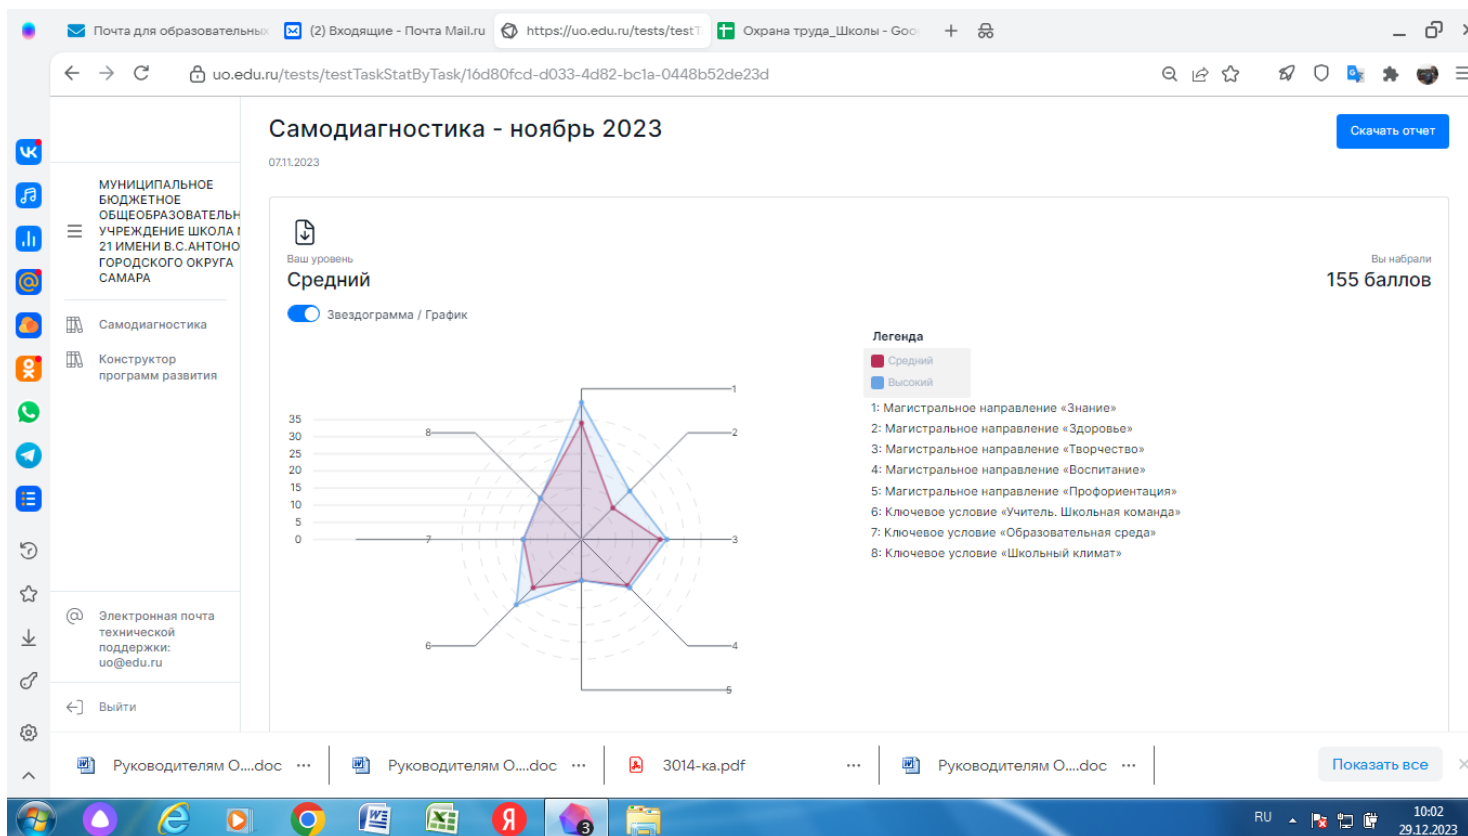 Почта для образовательных
(2) Входящие - Почта Mail.ru
https://uo.edu.ru/tests/testT
Охрана труда_Школы - Goo
uo.edu.ru/tests/testTaskStatByTask/16d80fcd-d033-4d82-bc1a-0448b52de23d
Самодиагностика - ноябрь 2023
Скачать отчет
07.11.2023
МУНИЦИПАЛЬНОЕ
БЮДЖЕТНОЕ
ОБЩЕОБРАЗОВАТЕЛЬН
УЧРЕЖДЕНИЕ ШКОЛА
21 ИМЕНИ В.С.АНТОНО
ГОРОДСКОГО ОКРУГА
САМАРА
Самодиагностика
Конструктор
программ развития
Электронная почта
технической
поддержки:
uo@edu.ru
Выйти
Ваш уровень
Средний
Вы набрали
155 баллов
Звездограмма / График
35
30
25
20
15
10
5
0
1
2
3
4
5
6
7
8
Легенда
Средний
Высокий
1: Магистральное направление «Знание»
2: Магистральное направление «Здоровье»
3: Магистральное направление «Творчество»
4: Магистральное направление «Воспитание»
5: Магистральное направление «Профориентация»
6: Ключевое условие «Учитель. Школьная команда»
7: Ключевое условие «Образовательная среда»
8: Ключевое условие «Школьный климат»
Руководителям О....doc
Руководителям О....doc
3014-ка.pdf
Руководителям О....doc
Показать все
3
RU
10:02
29.12.2023